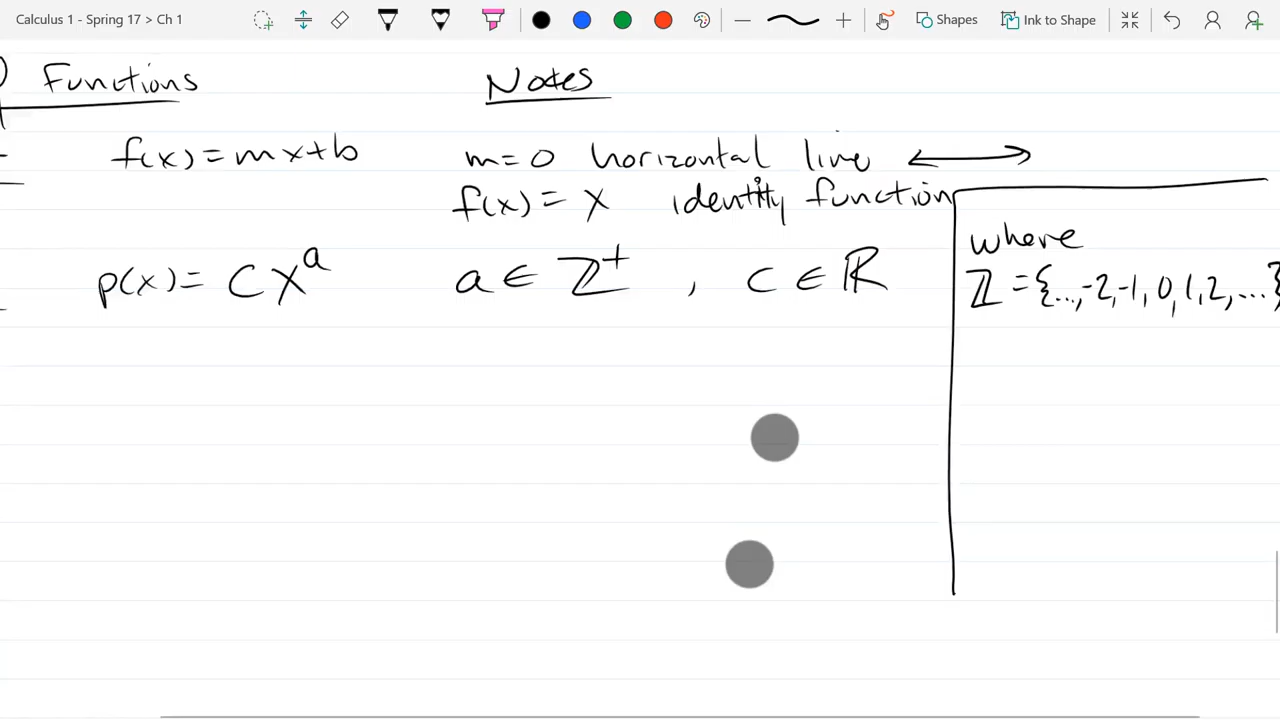 Calculus 1 - Spring 17 > Ch 1
Shapes
Ink to Shape
Functions
Notes
f(x) = mx+b
m=0 horizontal line ⟷
f(x) = x identity function
where
p(x) = cx^a
a ∈ ℤ⁺, c ∈ ℝ
ℤ = {..., -2, -1, 0, 1, 2, ...}